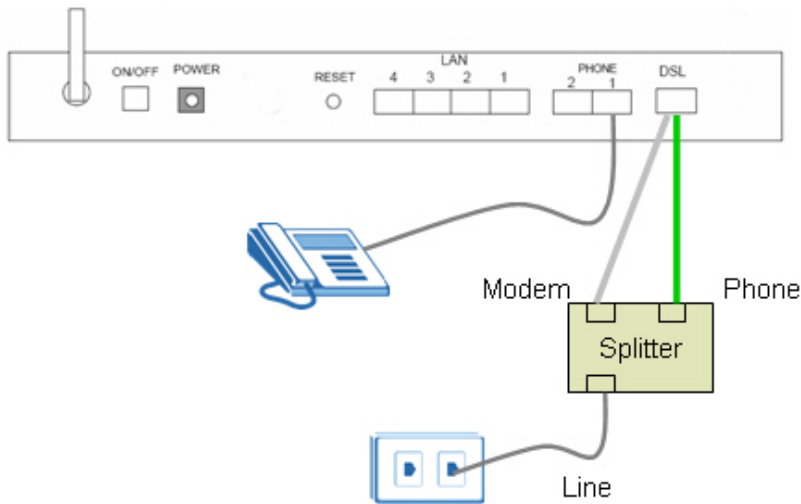 LAN
ON/OFF POWER RESET 4 3 2 1 PHONE 2 1 DSL
Modem Phone
Splitter
Line